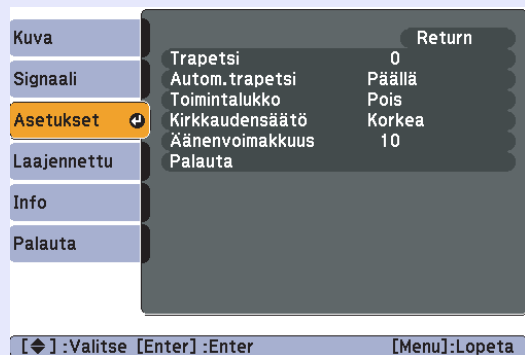 Kuva
Signaali
Asetukset
Laajennettu
Info
Palauta
Return
Trapetsi 0
Autom.trapetsi Päällä
Toimintalukko Pois
Kirkkaudensäätö Korkea
Äänenvoimakkuus 10
Palauta
[◆] :Valitse [Enter] :Enter [Menu]:Lopeta